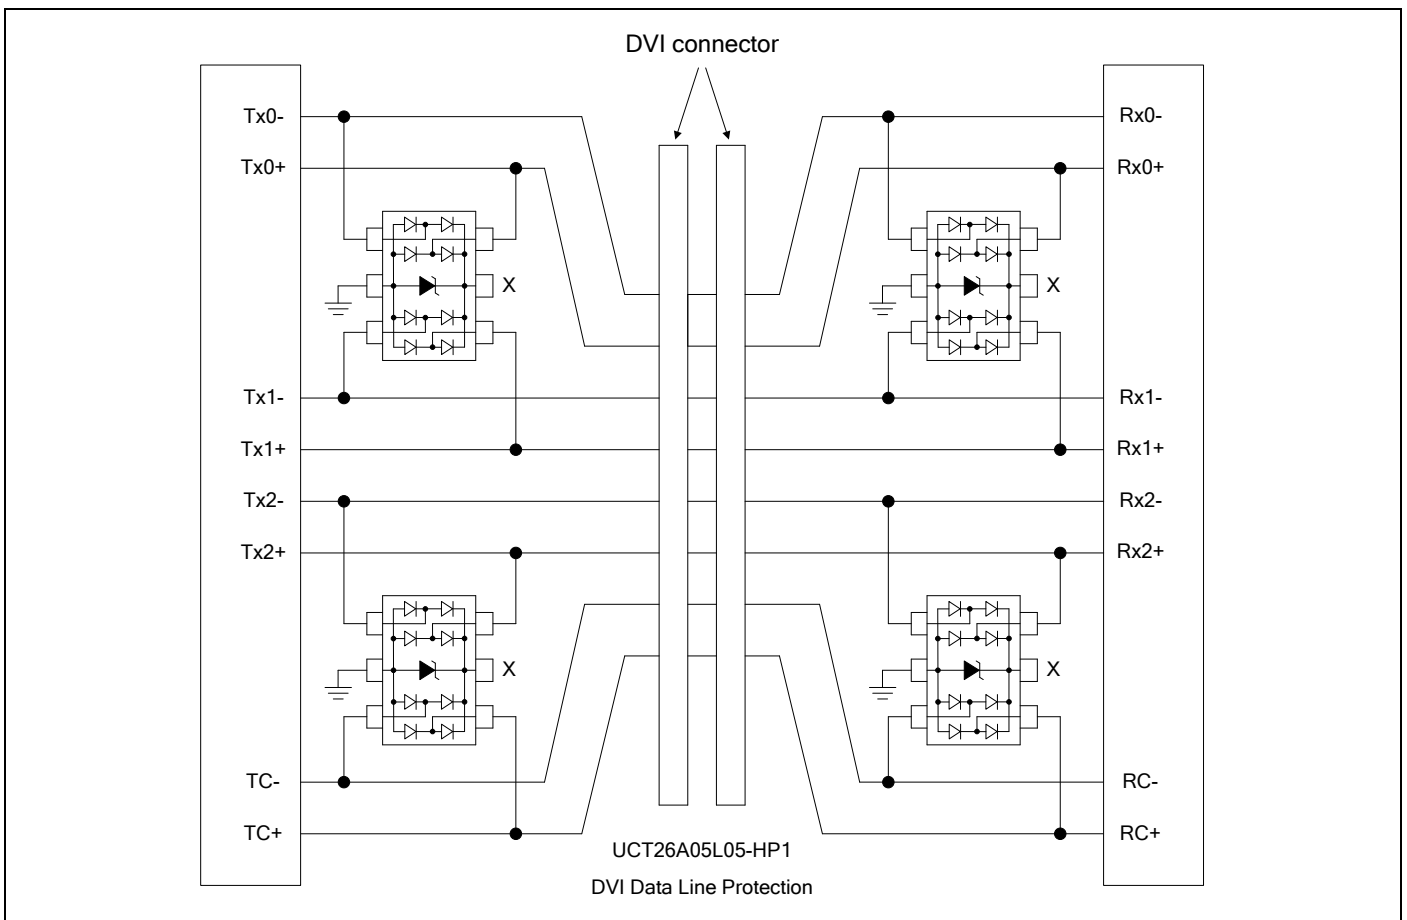 DVI connector
Tx0-
Rx0-
Tx0+
Rx0+
X
X
Tx1-
Rx1-
Tx1+
Rx1+
Tx2-
Rx2-
Tx2+
Rx2+
X
X
TC-
RC-
TC+
RC+
UCT26A05L05-HP1
DVI Data Line Protection